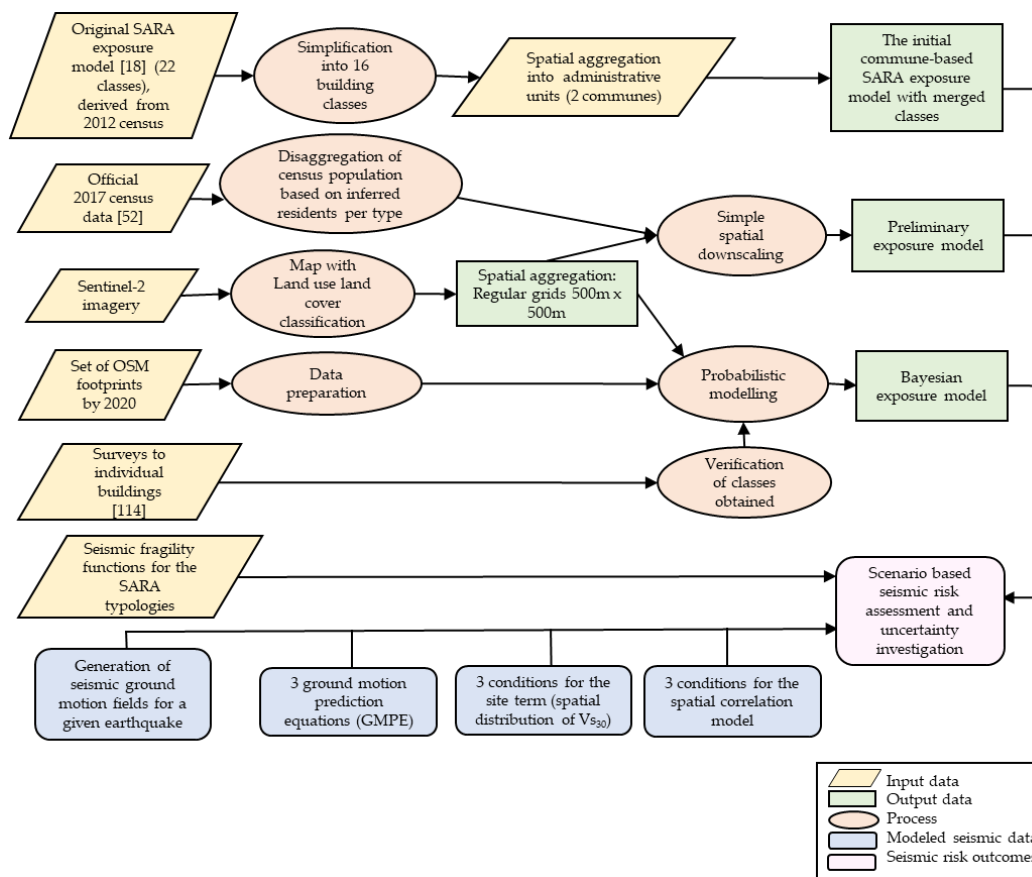 Original SARA
exposure
model [18] (22
classes),
derived from
2012 census
Simplification
into 16
building
classes
Spatial aggregation
into administrative
units (2 communes)
The initial
commune-based
SARA exposure
model with merged
classes
Official
2017 census
data [52]
Disaggregation of
census population
based on inferred
residents per type
Simple
spatial
downscaling
Preliminary
exposure model
Sentinel-2
imagery
Map with
Land use land
cover
classification
Spatial aggregation:
Regular grids 500m x
500m
Set of OSM
footprints
by 2020
Data
preparation
Probabilistic
modelling
Bayesian
exposure model
Surveys to
individual
buildings
[114]
Verification
of classes
obtained
Seismic fragility
functions for the
SARA
typologies
Scenario based
seismic risk
assessment and
uncertainty
investigation
Generation of
seismic ground
motion fields for a
given earthquake
3 ground motion
prediction
equations (GMPE)
3 conditions for the
site term (spatial
distribution of Vs30)
3 conditions for the
spatial correlation
model
Input data
Output data
Process
Modeled seismic data
Seismic risk outcomes